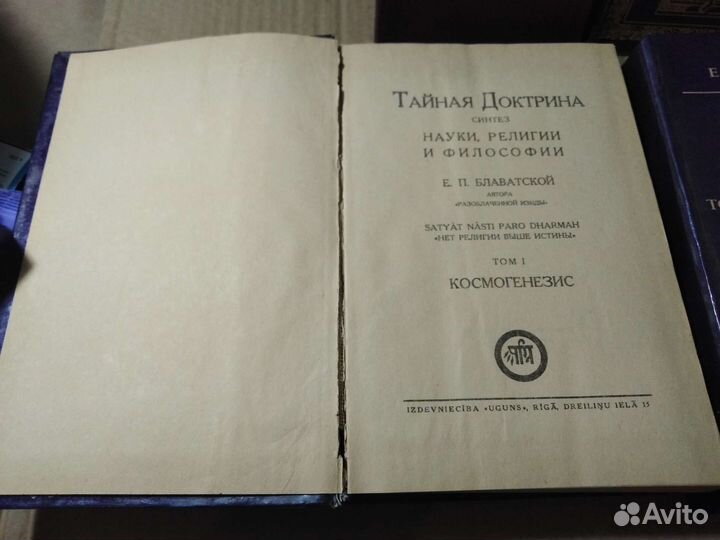 ТАЙНАЯ ДОКТРИНА
СИНТЕЗ
НАУКИ, РЕЛИГИИ
И ФИЛОСОФИИ
Е. П. БЛАВАТСКОЙ
АВТОРА
«РАЗОБЛАЧЕННОЙ ИЗИДЫ»
SATYÂT NÂSTI PARO DHARMAH
«НЕТ РЕЛИГИИ ВЫШЕ ИСТИНЫ»
ТОМ I
КОСМОГЕНЕЗИС
IZDEVNIECĪBA «UGUNS», RĪGĀ, DREILIŅU IELĀ 15
Е
ТО
Avito